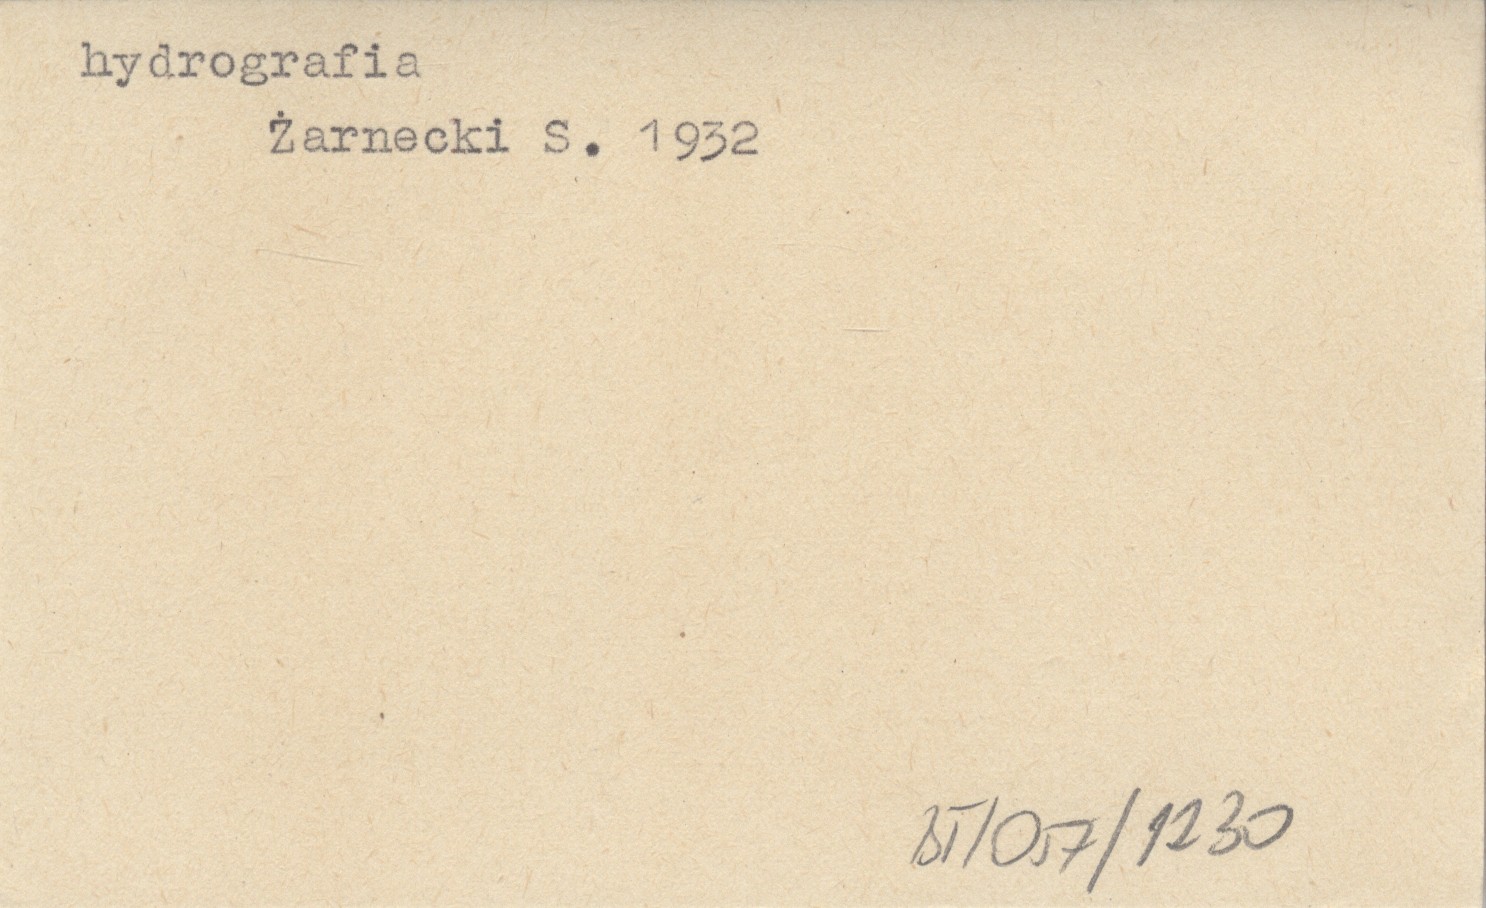 hydrografia
Żarnecki S. 1932
BT/057/1230